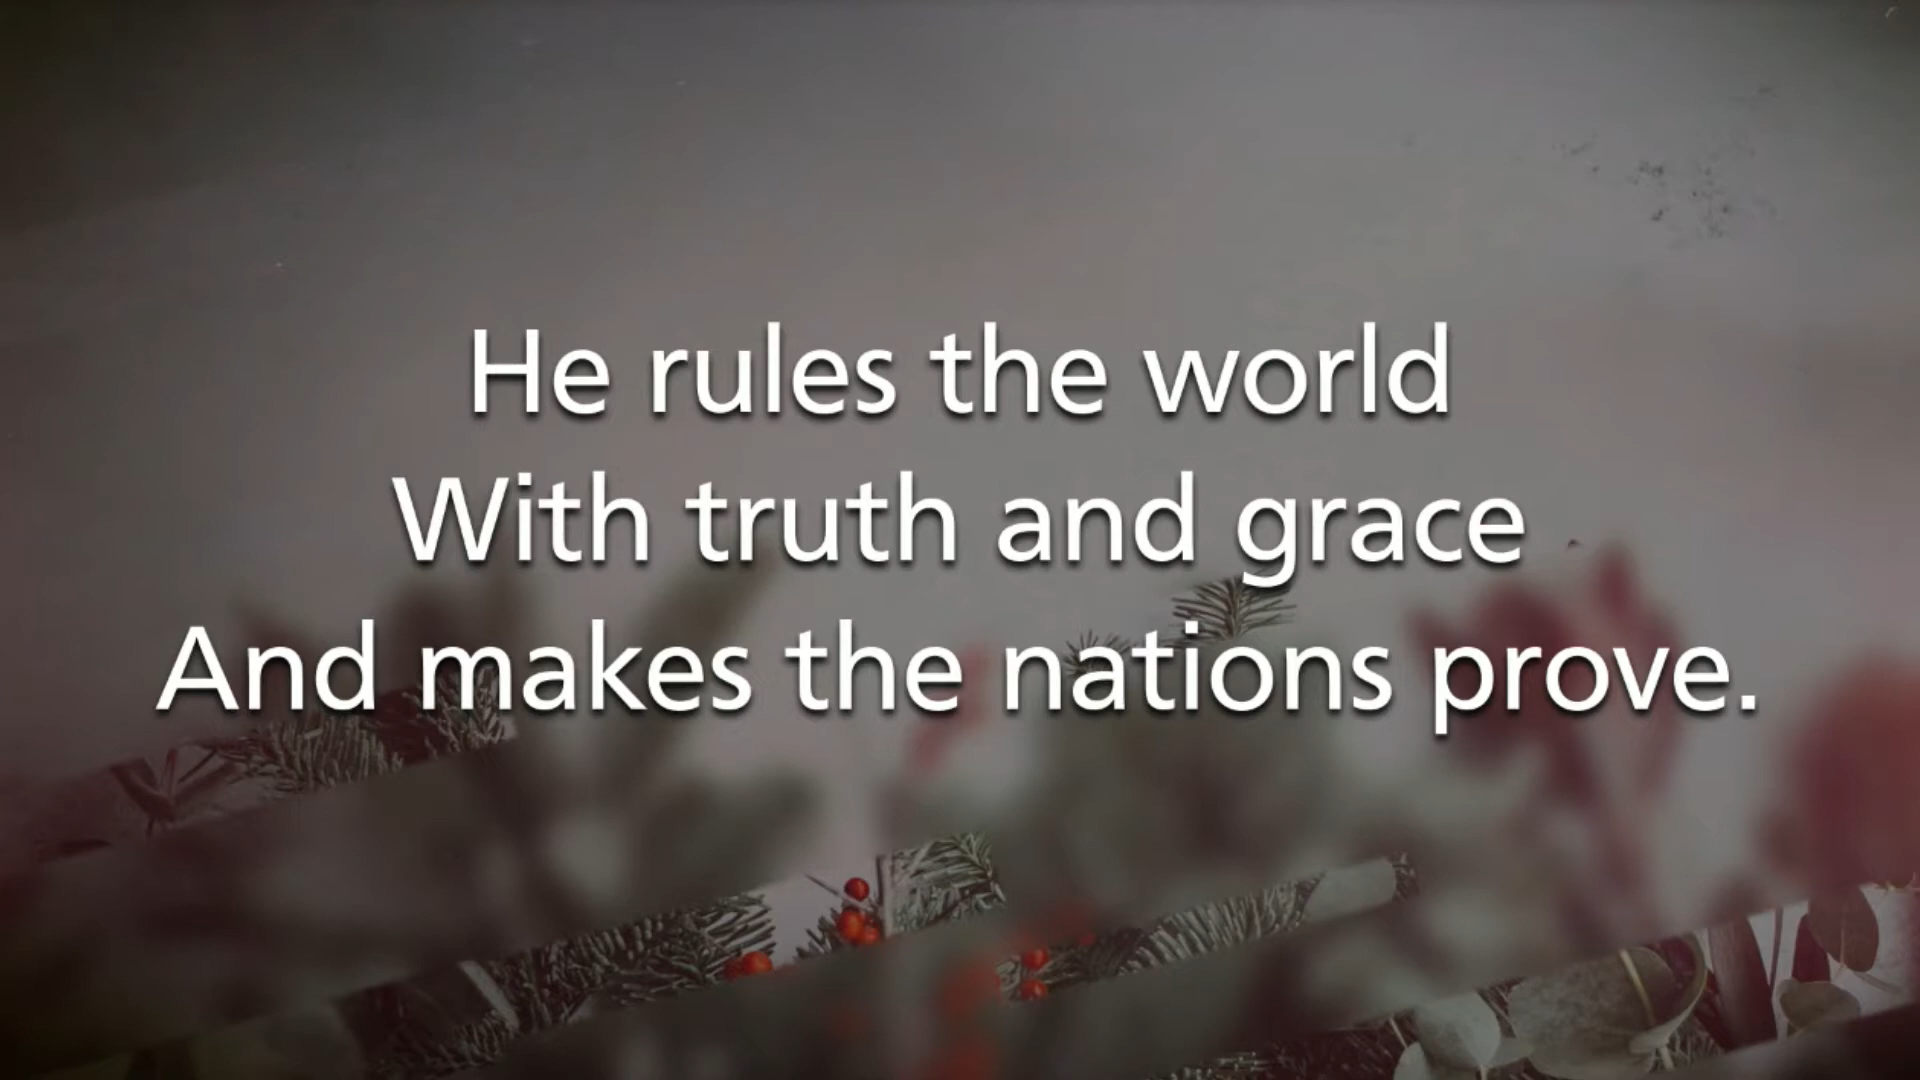 He rules the world
With truth and grace
And makes the nations prove.